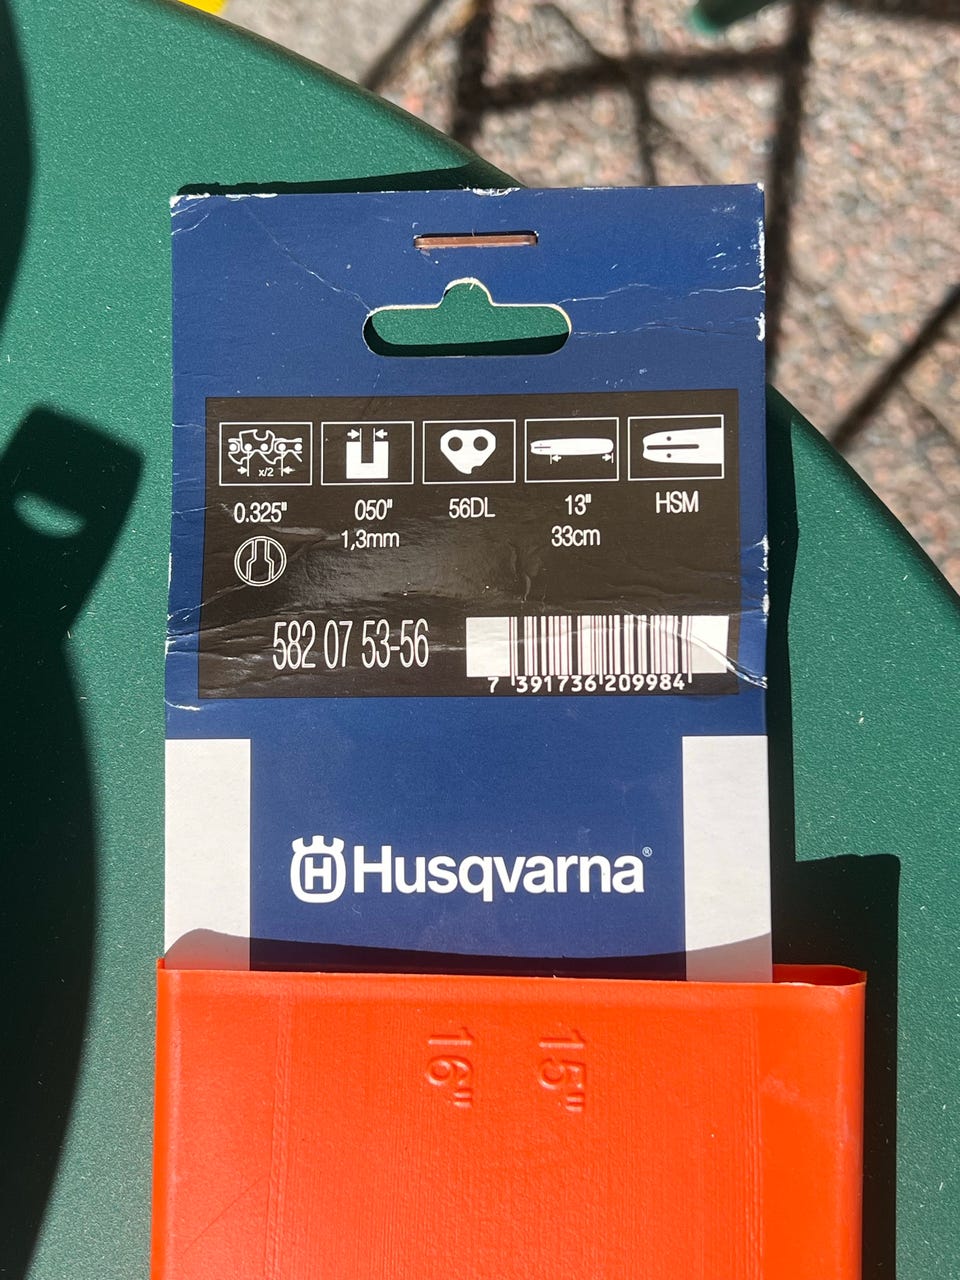 x/2
0.325" 050" 56DL 13" HSM
1,3mm 33cm
582 07 53-56
7 391736 209984
H Husqvarna®
16" 15"